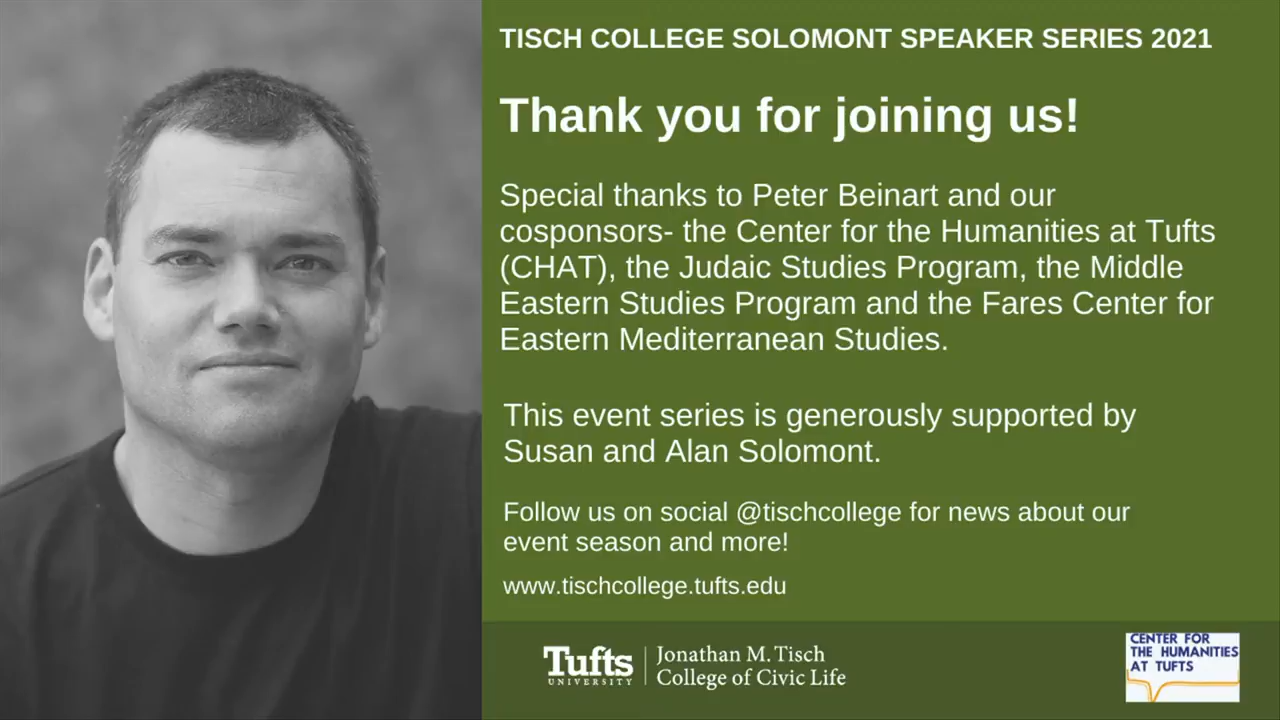 TISCH COLLEGE SOLOMONT SPEAKER SERIES 2021
Thank you for joining us!
Special thanks to Peter Beinart and our
cosponsors- the Center for the Humanities at Tufts
(CHAT), the Judaic Studies Program, the Middle
Eastern Studies Program and the Fares Center for
Eastern Mediterranean Studies.
This event series is generously supported by
Susan and Alan Solomont.
Follow us on social @tischcollege for news about our
event season and more!
www.tischcollege.tufts.edu
Tufts
UNIVERSITY
Jonathan M. Tisch
College of Civic Life
CENTER FOR
THE HUMANITIES
AT TUFTS